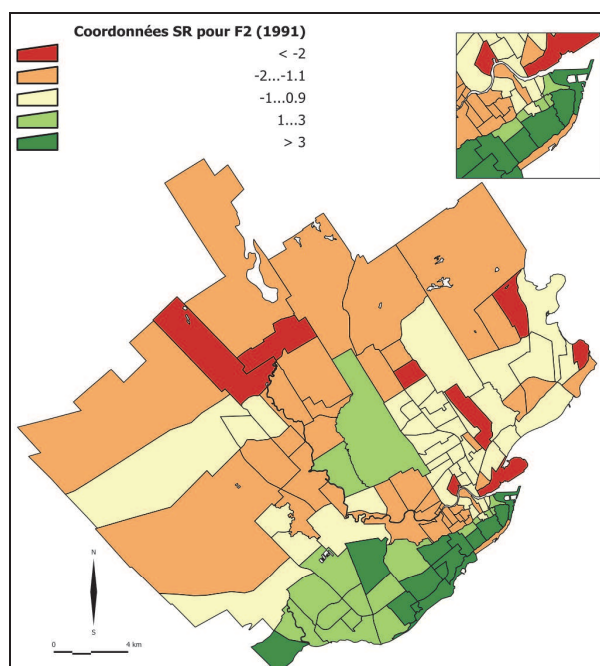 Coordonnées SR pour F2 (1991)
< -2
-2...-1.1
-1...0.9
1...3
> 3
N
S
0 4 km